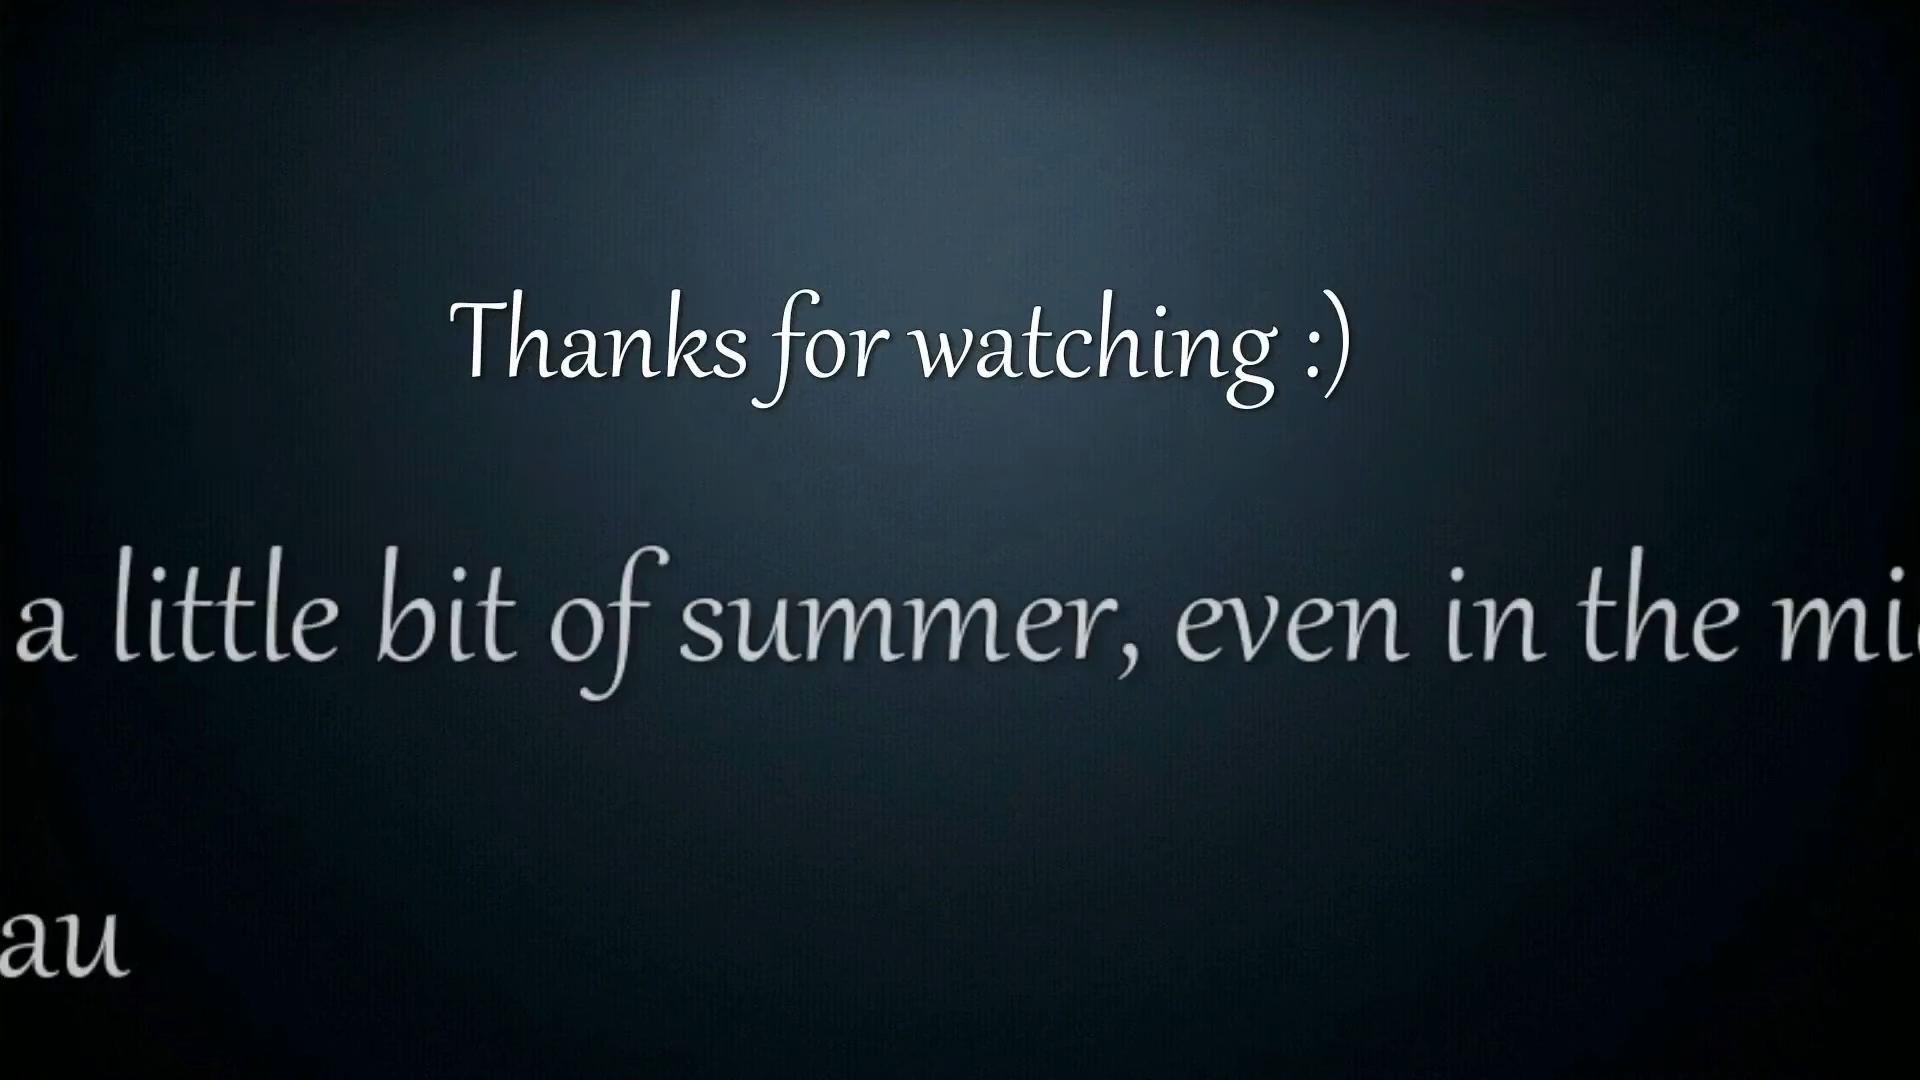 Thanks for watching :)
a little bit of summer, even in the mi
au